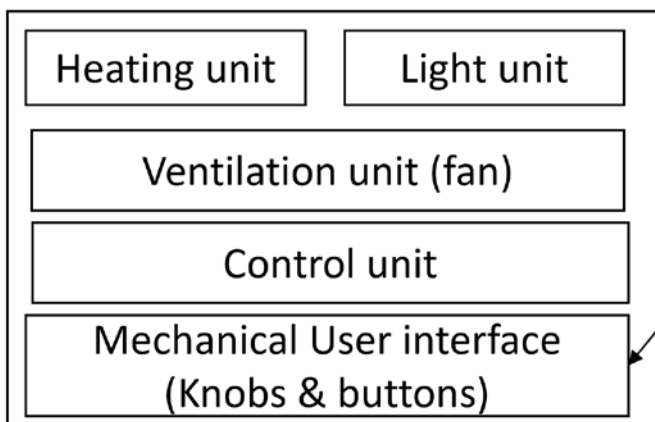 Heating unit
Light unit
Ventilation unit (fan)
Control unit
Mechanical User interface
(Knobs & buttons)